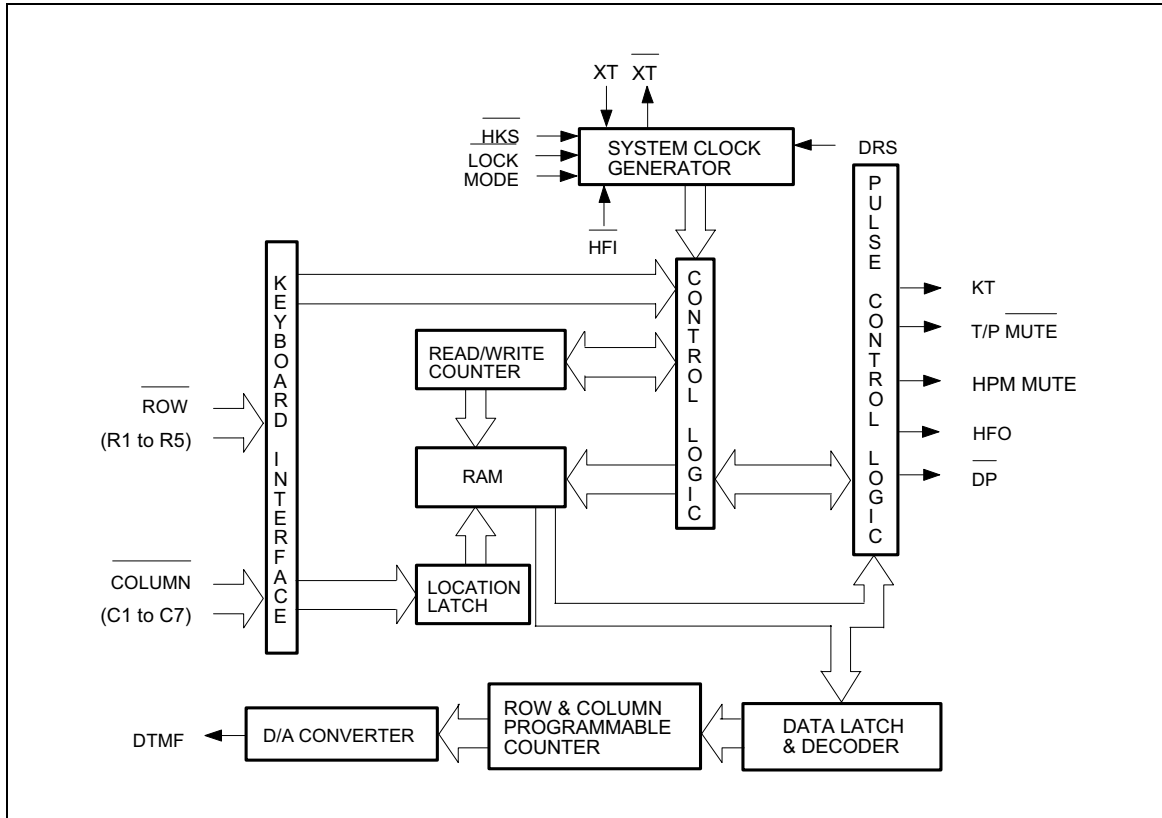 XT XT
HKS
LOCK
MODE
SYSTEM CLOCK
GENERATOR
DRS
HFI
KEYBOARD INTERFACE
CONTROL LOGIC
PULSE CONTROL LOGIC
READ/WRITE
COUNTER
KT
T/P MUTE
HPM MUTE
HFO
DP
ROW
(R1 to R5)
RAM
COLUMN
(C1 to C7)
LOCATION
LATCH
DTMF
D/A CONVERTER
ROW & COLUMN
PROGRAMMABLE
COUNTER
DATA LATCH
& DECODER